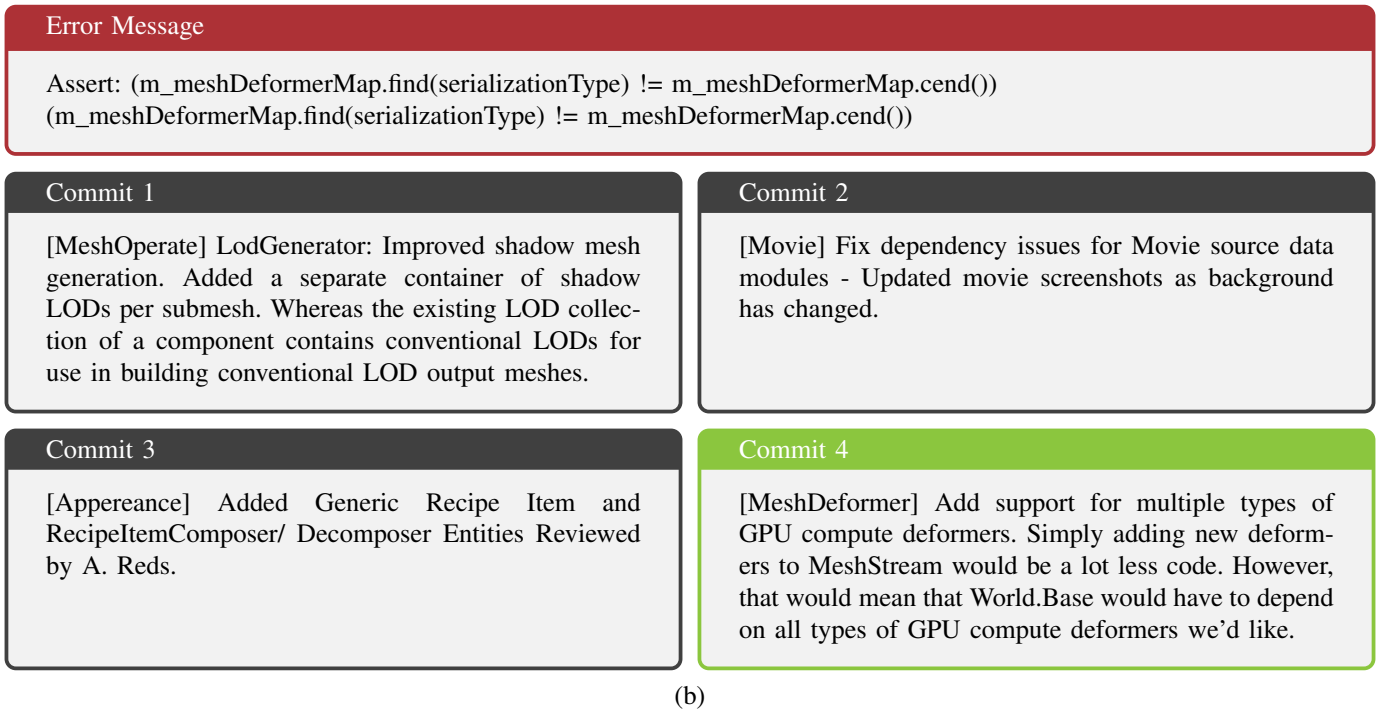 Error Message
Assert: (m_meshDeformerMap.find(serializationType) != m_meshDeformerMap.cend())
(m_meshDeformerMap.find(serializationType) != m_meshDeformerMap.cend())
Commit 1
[MeshOperate] LodGenerator: Improved shadow mesh
generation. Added a separate container of shadow
LODs per submesh. Whereas the existing LOD collec-
tion of a component contains conventional LODs for
use in building conventional LOD output meshes.
Commit 2
[Movie] Fix dependency issues for Movie source data
modules - Updated movie screenshots as background
has changed.
Commit 3
[Appereance] Added Generic Recipe Item and
RecipeItemComposer/ Decomposer Entities Reviewed
by A. Reds.
Commit 4
[MeshDeformer] Add support for multiple types of
GPU compute deformers. Simply adding new deform-
ers to MeshStream would be a lot less code. However,
that would mean that World.Base would have to depend
on all types of GPU compute deformers we'd like.
(b)